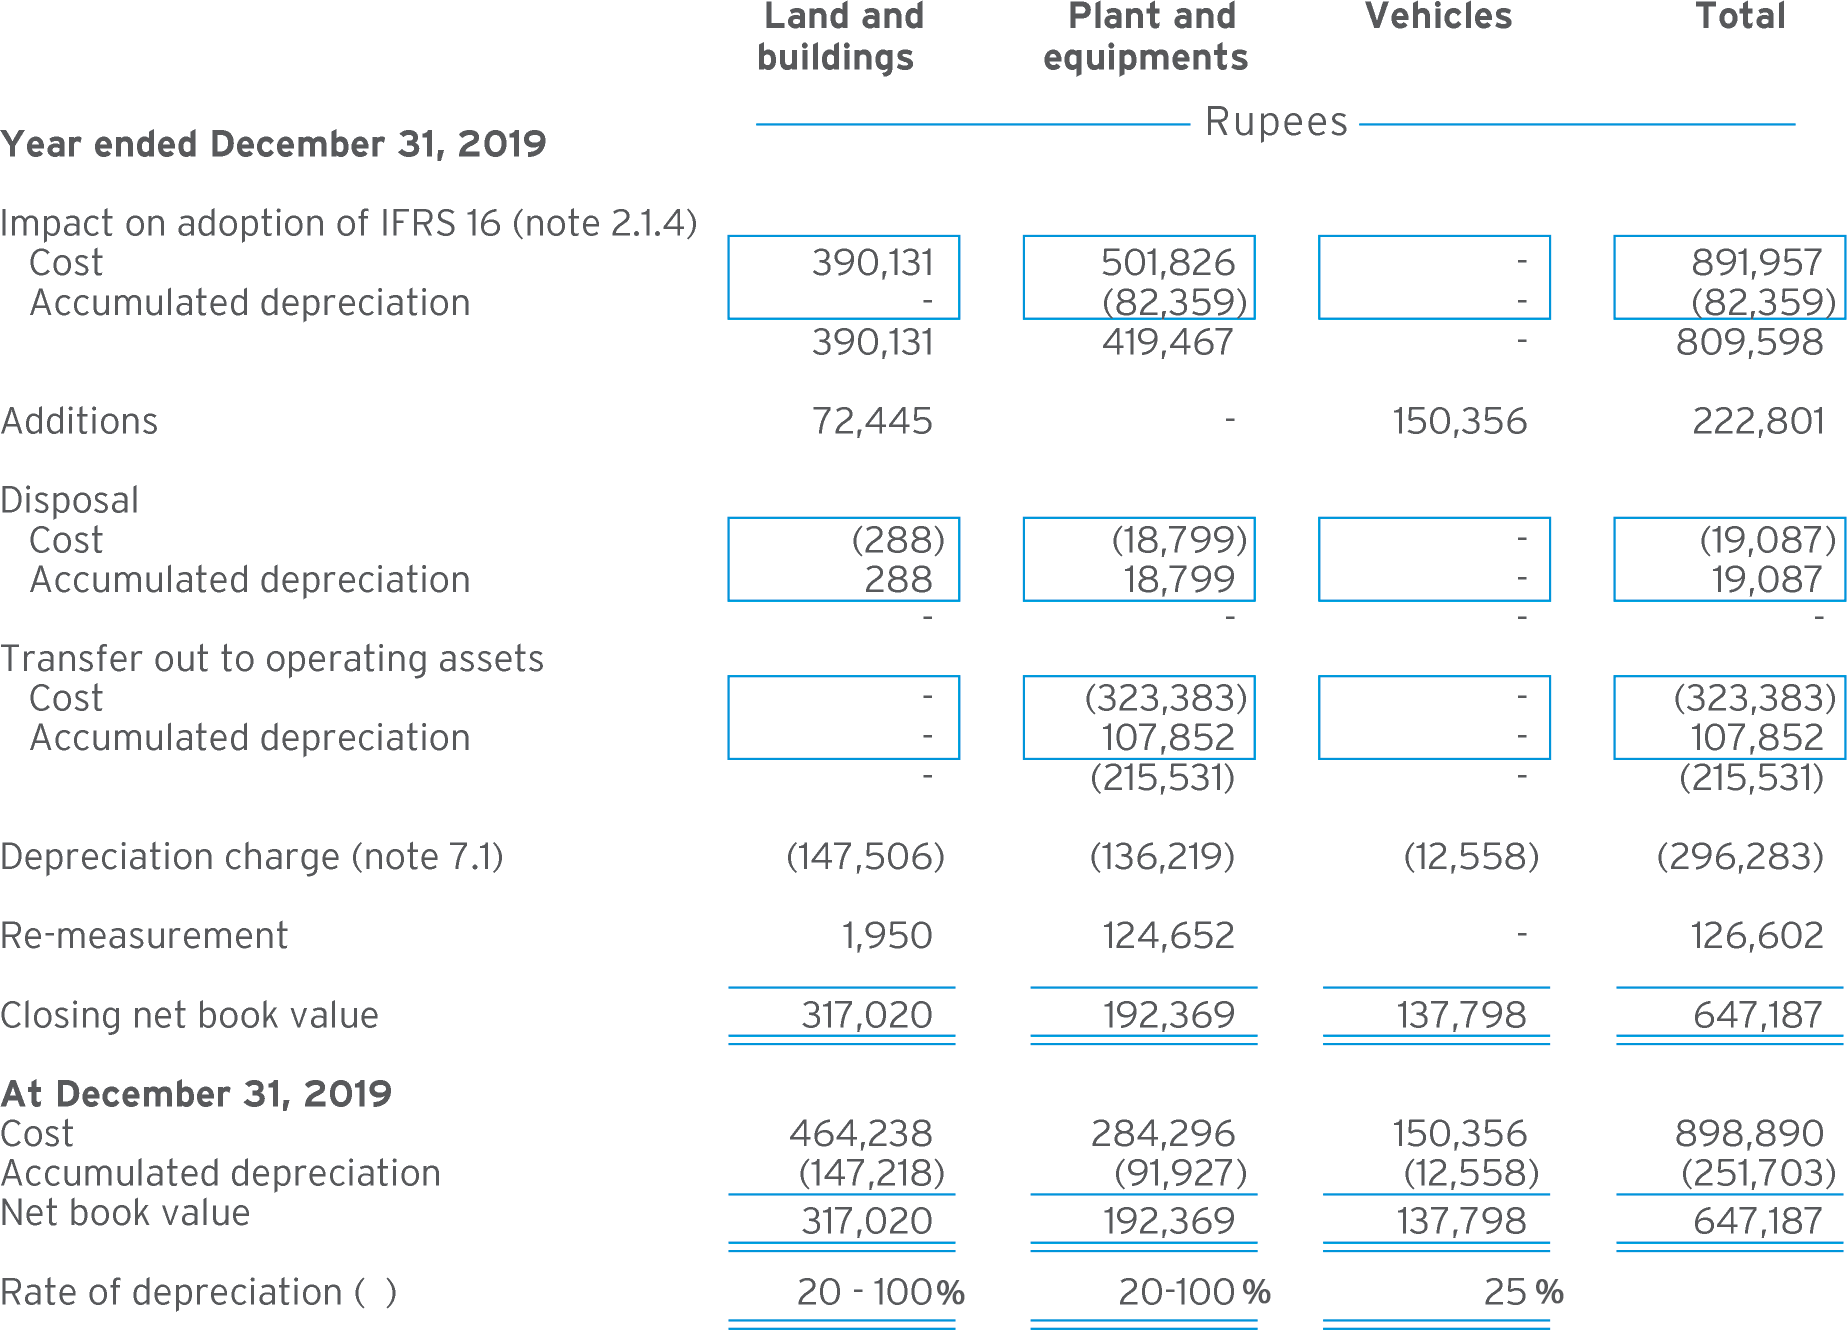 Land and Plant and Vehicles Total
buildings equipments
Rupees
Year ended December 31, 2019
Impact on adoption of IFRS 16 (note 2.1.4)
Cost 390,131 501,826 - 891,957
Accumulated depreciation - (82,359) - (82,359)
390,131 419,467 - 809,598
Additions 72,445 - 150,356 222,801
Disposal
Cost (288) (18,799) - (19,087)
Accumulated depreciation 288 18,799 - 19,087
- - - -
Transfer out to operating assets
Cost - (323,383) - (323,383)
Accumulated depreciation - 107,852 - 107,852
- (215,531) - (215,531)
Depreciation charge (note 7.1) (147,506) (136,219) (12,558) (296,283)
Re-measurement 1,950 124,652 - 126,602
Closing net book value 317,020 192,369 137,798 647,187
At December 31, 2019
Cost 464,238 284,296 150,356 898,890
Accumulated depreciation (147,218) (91,927) (12,558) (251,703)
Net book value 317,020 192,369 137,798 647,187
Rate of depreciation ( ) 20 - 100% 20-100 % 25 %